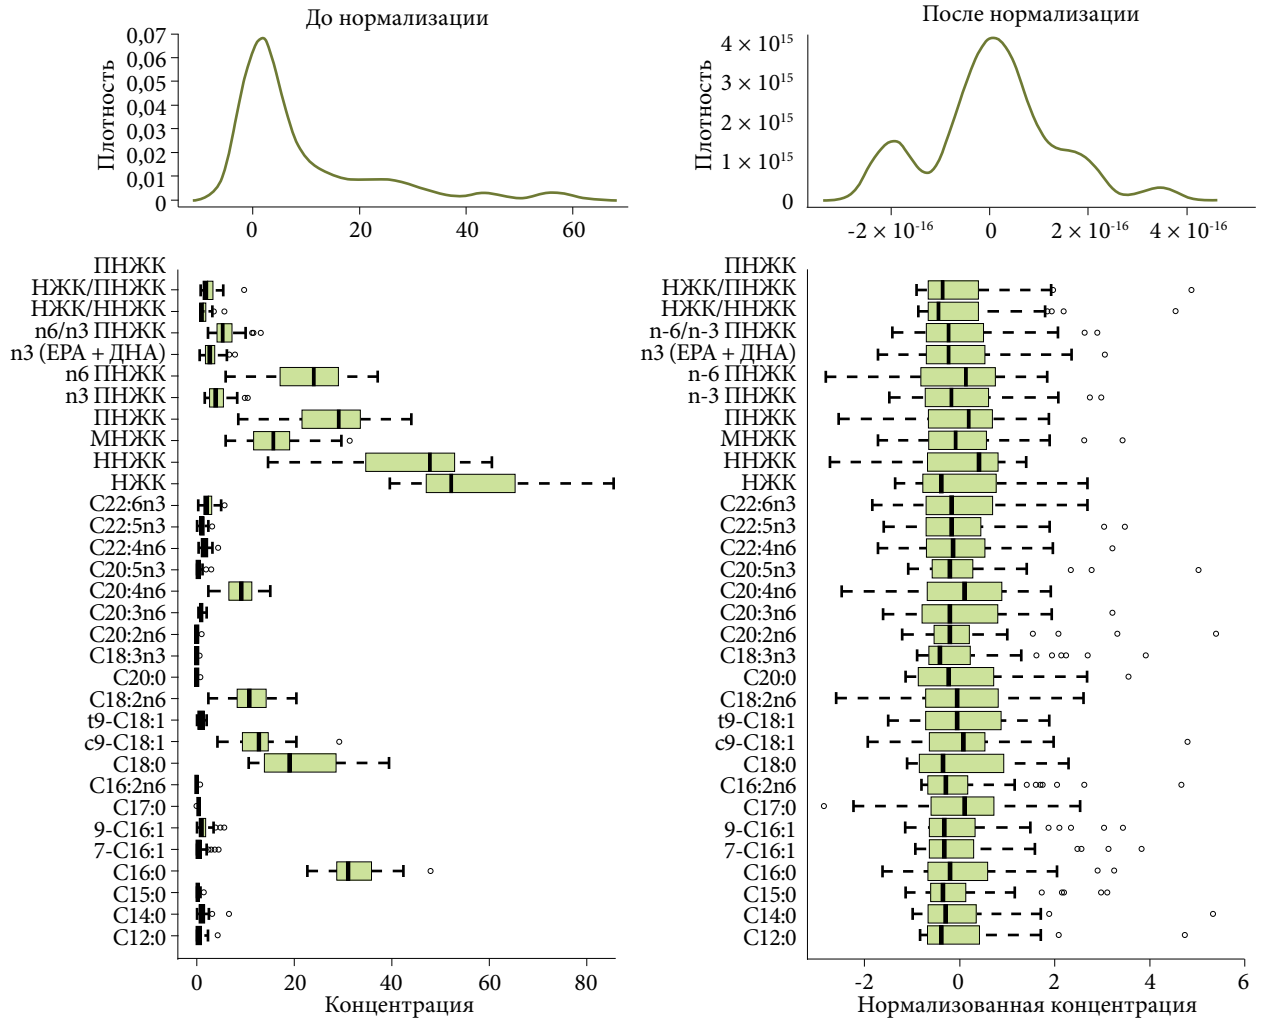 До нормализации
Плотность
0,07
0,06
0,05
0,04
0,03
0,02
0,01
0
0 20 40 60
ПНЖК
НЖК/ПНЖК
НЖК/ННЖК
n6/n3 ПНЖК
n3 (EPA + ДНА)
n6 ПНЖК
n3 ПНЖК
ПНЖК
МНЖК
ННЖК
НЖК
C22:6n3
C22:5n3
C22:4n6
C20:5n3
C20:4n6
C20:3n6
C20:2n6
C18:3n3
C20:0
C18:2n6
t9-C18:1
c9-C18:1
C18:0
C16:2n6
C17:0
9-C16:1
7-C16:1
C16:0
C15:0
C14:0
C12:0
0 20 40 60 80
Концентрация
После нормализации
Плотность
4 × 10¹⁵
3 × 10¹⁵
2 × 10¹⁵
1 × 10¹⁵
0
-2 × 10⁻¹⁶ 0 2 × 10⁻¹⁶ 4 × 10⁻¹⁶
ПНЖК
НЖК/ПНЖК
НЖК/ННЖК
n-6/n-3 ПНЖК
n3 (EPA + ДНА)
n-6 ПНЖК
n-3 ПНЖК
ПНЖК
МНЖК
ННЖК
НЖК
C22:6n3
C22:5n3
C22:4n6
C20:5n3
C20:4n6
C20:3n6
C20:2n6
C18:3n3
C20:0
C18:2n6
t9-C18:1
c9-C18:1
C18:0
C16:2n6
C17:0
9-C16:1
7-C16:1
C16:0
C15:0
C14:0
C12:0
-2 0 2 4 6
Нормализованная концентрация